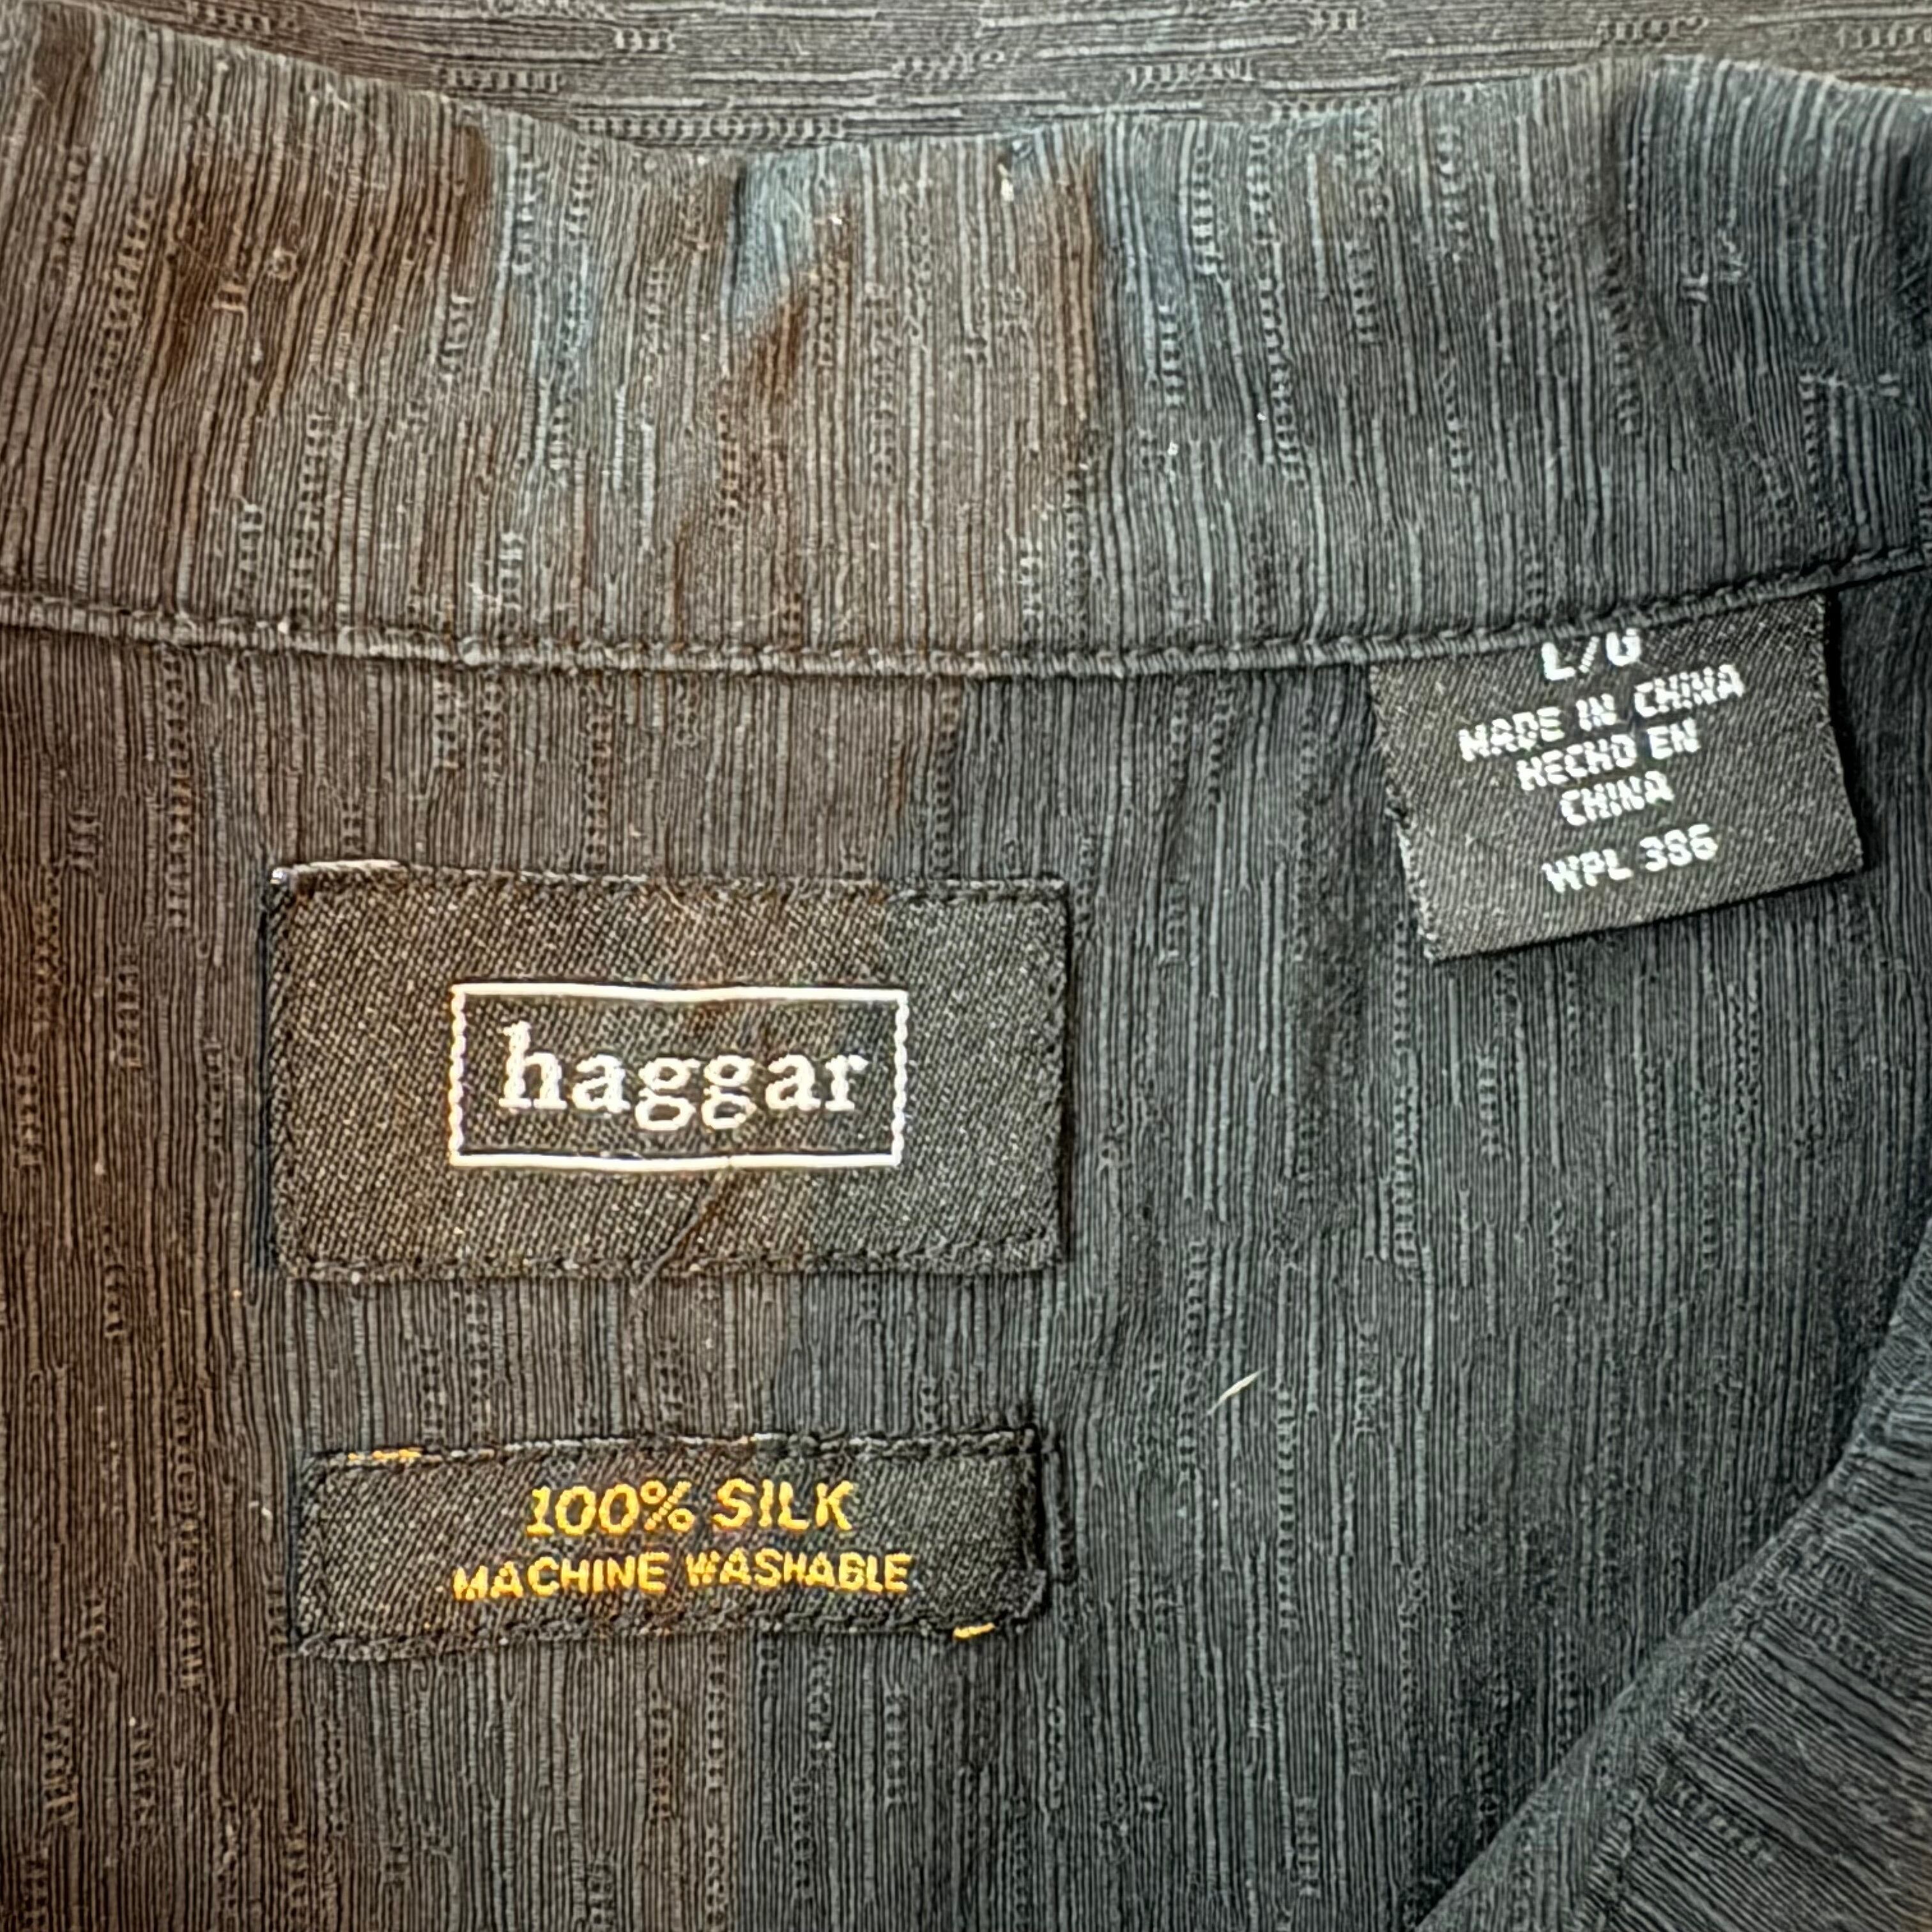 L/G
MADE IN CHINA
HECHO EN
CHINA
WPL 386
haggar
100% SILK
MACHINE WASHABLE